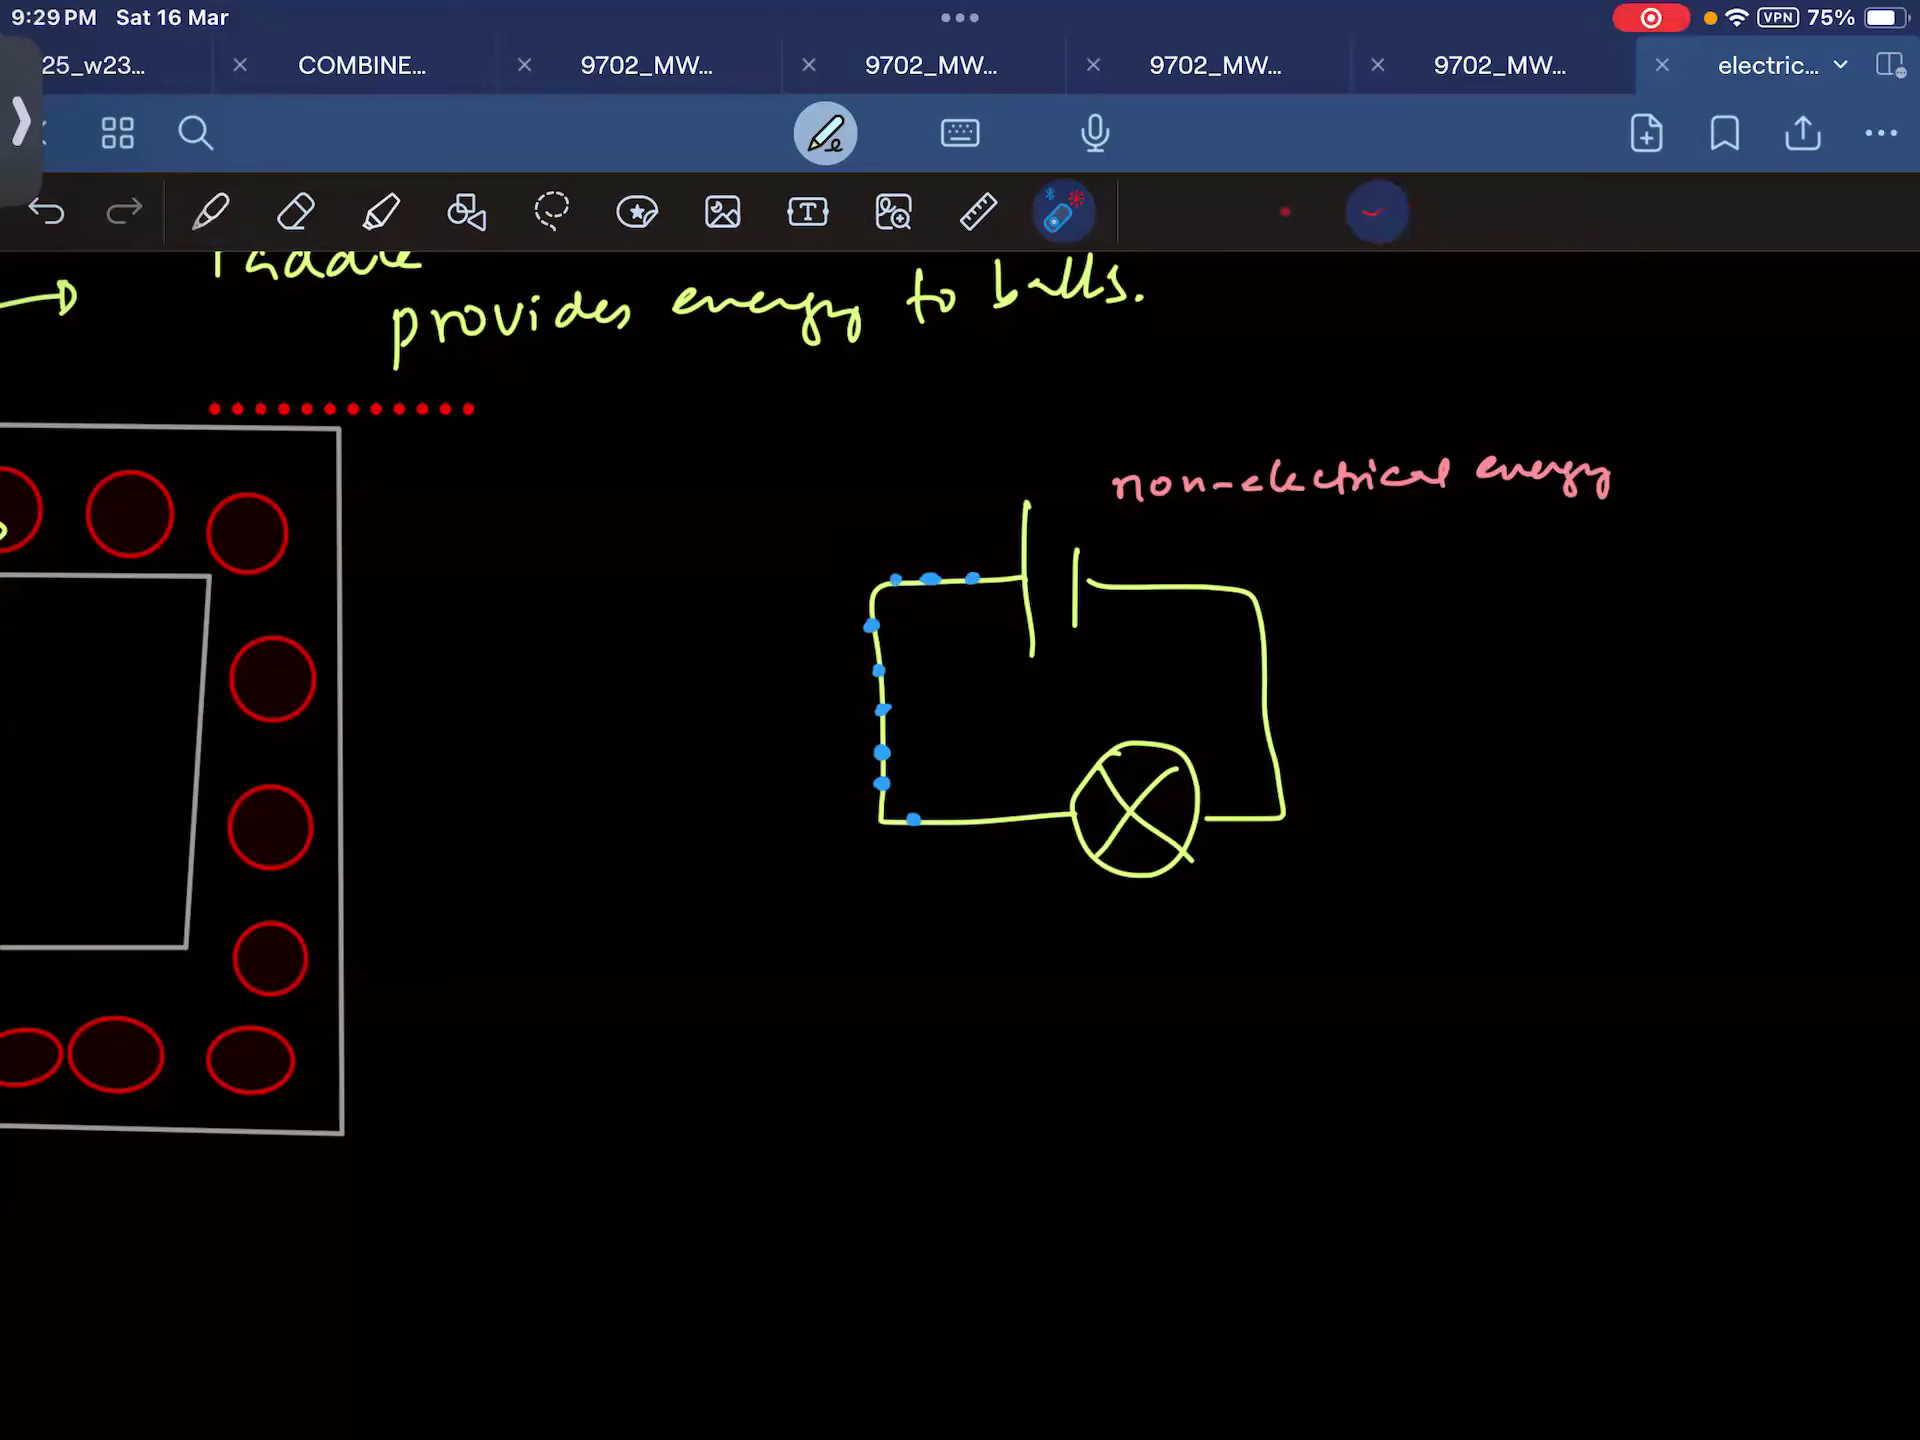 9:29 PM Sat 16 Mar
VPN 75%
25_w23...
COMBINE...
9702_MW...
9702_MW...
9702_MW...
9702_MW...
electric...
provides energy to balls.
non-electrical energy